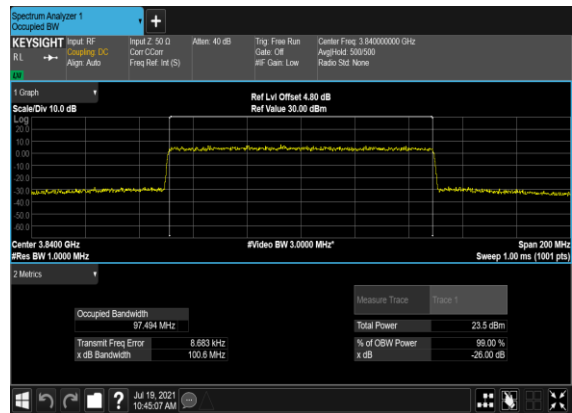 Spectrum Analyzer 1
Occupied BW
KEYSIGHT Input: RF Input Z: 50 Ω Atten: 40 dB Trig: Free Run Center Freq: 3.840000000 GHz
R L Coupling: DC Corr CCorr Gate: Off Avg|Hold: 500/500
Align: Auto Freq Ref: Int (S) #IF Gain: Low Radio Std: None
LW
1 Graph
Ref Lvl Offset 4.80 dB
Scale/Div 10.0 dB Ref Value 30.00 dBm
Log
20.0
10.0
0.00
-10.0
-20.0
-30.0
-40.0
-50.0
-60.0
Center 3.8400 GHz #Video BW 3.0000 MHz* Span 200 MHz
#Res BW 1.0000 MHz Sweep 1.00 ms (1001 pts)
2 Metrics
Measure Trace Trace 1
Occupied Bandwidth
97.494 MHz Total Power 23.5 dBm
Transmit Freq Error 8.683 kHz % of OBW Power 99.00 %
x dB Bandwidth 100.6 MHz x dB -26.00 dB
Jul 19, 2021
10:45:07 AM